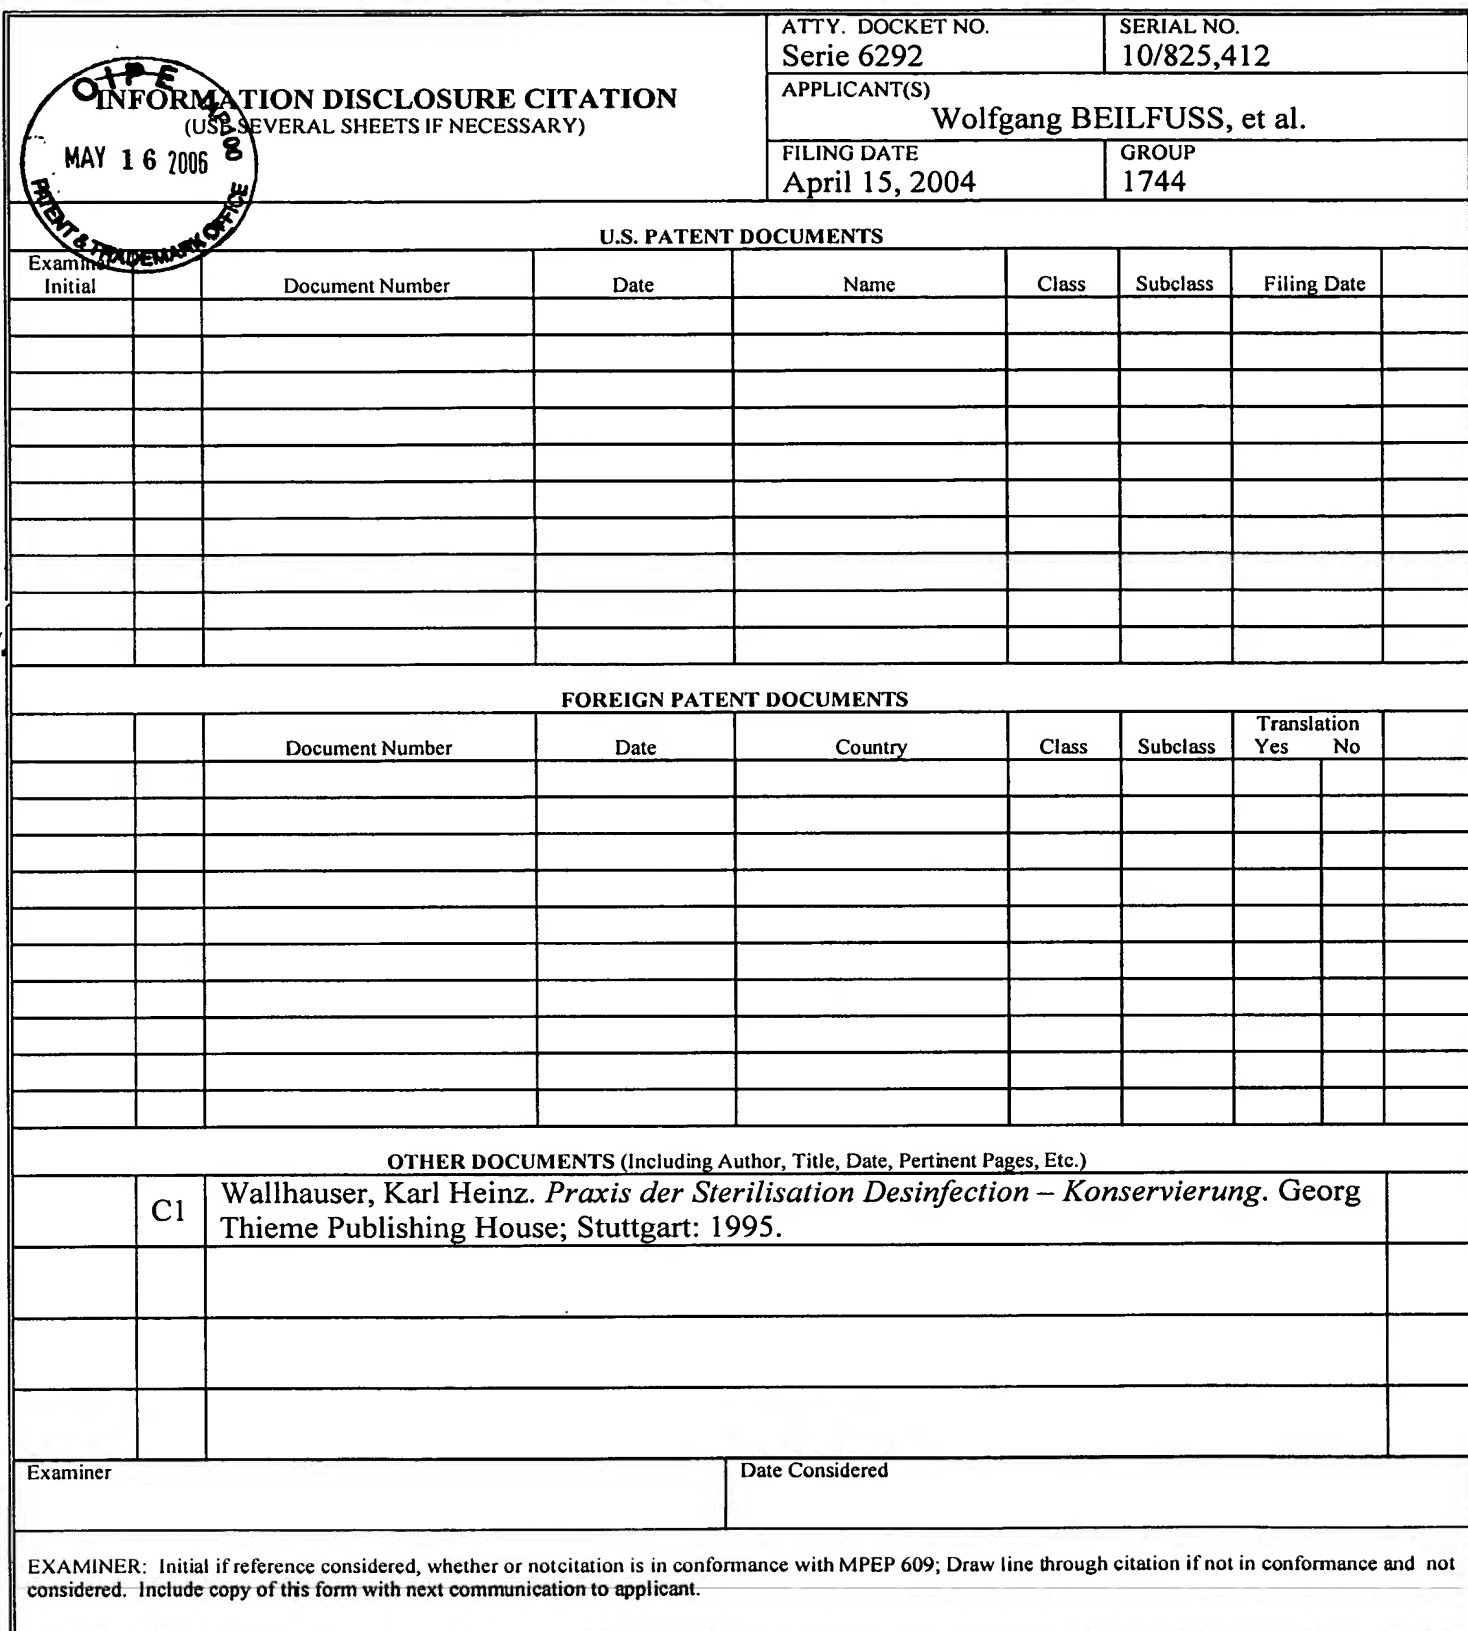 ATTY. DOCKET NO.
Serie 6292
SERIAL NO.
10/825,412
OIPE
INFORMATION DISCLOSURE CITATION
(USE SEVERAL SHEETS IF NECESSARY)
MAY 16 2006
PATENT & TRADEMARK OFFICE
APPLICANT(S)
Wolfgang BEILFUSS, et al.
FILING DATE
April 15, 2004
GROUP
1744
U.S. PATENT DOCUMENTS
Examiner
Initial
Document Number
Date
Name
Class
Subclass
Filing Date
FOREIGN PATENT DOCUMENTS
Document Number
Date
Country
Class
Subclass
Translation
Yes No
OTHER DOCUMENTS (Including Author, Title, Date, Pertinent Pages, Etc.)
C1
Wallhauser, Karl Heinz. Praxis der Sterilisation Desinfection – Konservierung. Georg
Thieme Publishing House; Stuttgart: 1995.
Examiner
Date Considered
EXAMINER: Initial if reference considered, whether or notcitation is in conformance with MPEP 609; Draw line through citation if not in conformance and not
considered. Include copy of this form with next communication to applicant.